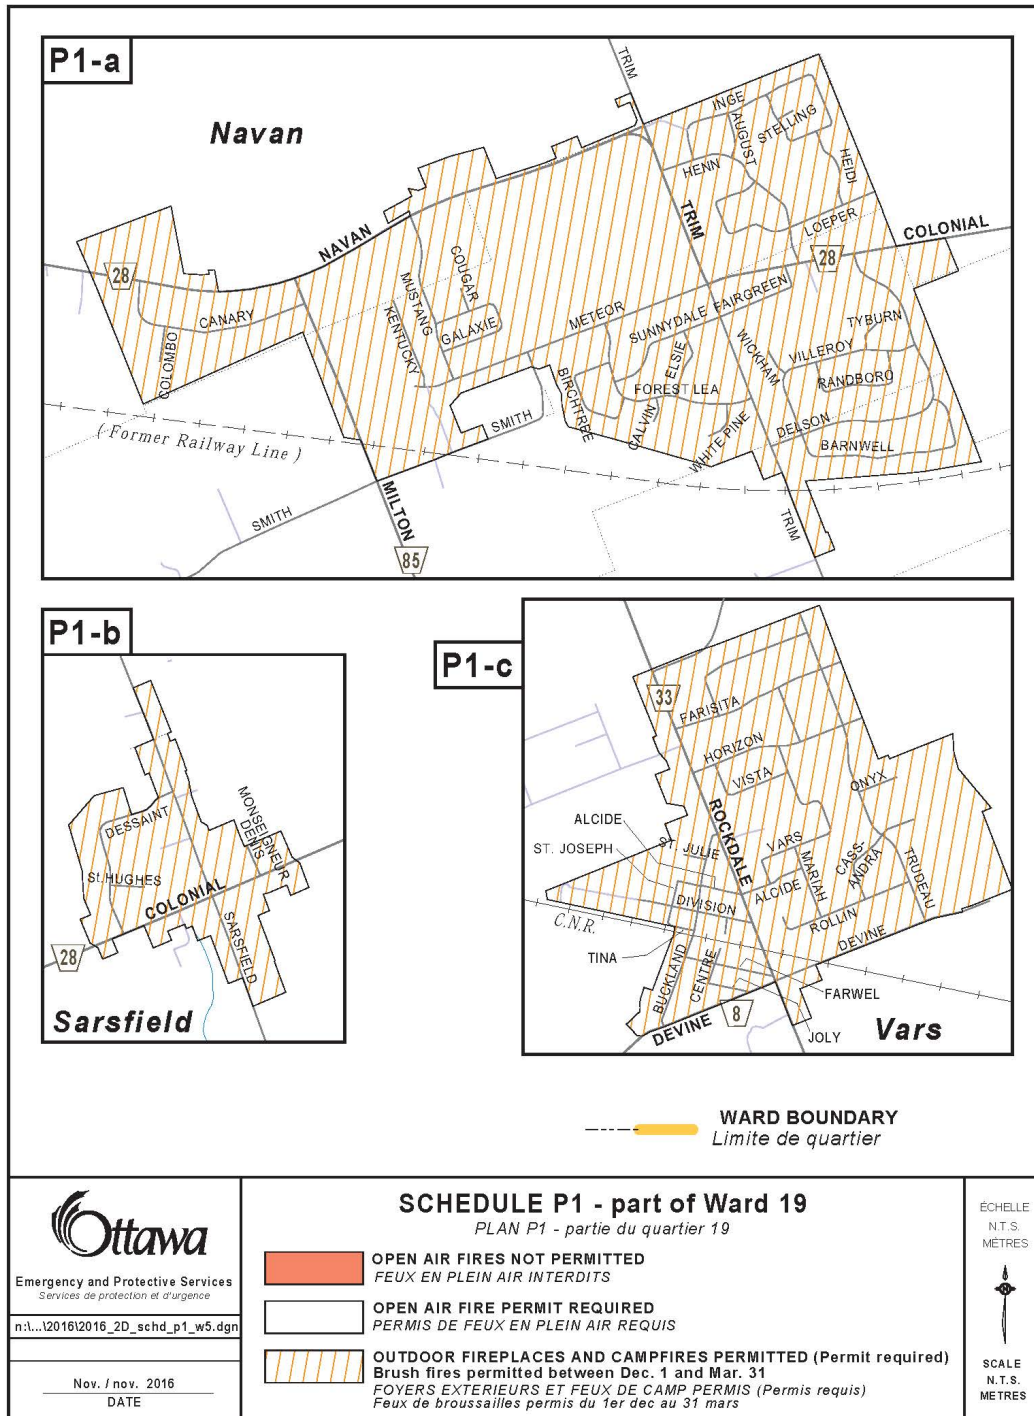 P1-a
Navan
TRIM
INGE
AUGUST
STELLING
HENN
HEIDI
LOEPER
TRIM
COLONIAL
28
NAVAN
28
COUGAR
MUSTANG
KENTUCKY
GALAXIE
METEOR
SUNNYDALE
FAIRGREEN
CANARY
COLOMBO
WICKHAM
TYBURN
VILLEROY
RANDBORO
ELSIE
FOREST LEA
BIRCHTREE
CALVIN
WHITE PINE
DELSON
BARNWELL
SMITH
( Former Railway Line )
SMITH
MILTON
85
TRIM
P1-b
DESSAINT
MONSEIGNEUR
DENIS
St.HUGHES
COLONIAL
SARSFIELD
28
Sarsfield
P1-c
33
FARISITA
HORIZON
VISTA
ONYX
ROCKDALE
ALCIDE
ST. JOSEPH
ST. JULIE
VARS
MARIAH
CASS-
ANDRA
TRUDEAU
ALCIDE
DIVISION
ROLLIN
C.N.R.
DEVINE
TINA
BUCKLAND
CENTRE
FARWEL
8
DEVINE
JOLY
Vars
WARD BOUNDARY
Limite de quartier
Ottawa
Emergency and Protective Services
Services de protection et d'urgence
n:\...\2016\2016_2D_schd_p1_w5.dgn
Nov. / nov. 2016
DATE
SCHEDULE P1 - part of Ward 19
PLAN P1 - partie du quartier 19
OPEN AIR FIRES NOT PERMITTED
FEUX EN PLEIN AIR INTERDITS
OPEN AIR FIRE PERMIT REQUIRED
PERMIS DE FEUX EN PLEIN AIR REQUIS
OUTDOOR FIREPLACES AND CAMPFIRES PERMITTED (Permit required)
Brush fires permitted between Dec. 1 and Mar. 31
FOYERS EXTERIEURS ET FEUX DE CAMP PERMIS (Permis requis)
Feux de broussailles permis du 1er dec au 31 mars
ÉCHELLE
N.T.S.
MÈTRES
SCALE
N.T.S.
METRES